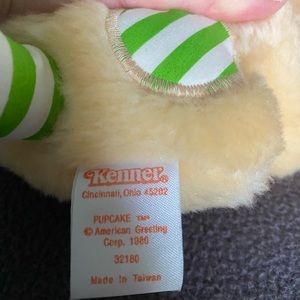 Kenner®
Cincinnati, Ohio 45202
PUPCAKE ™
© American Greeting
Corp. 1980
32180
Made In Taiwan